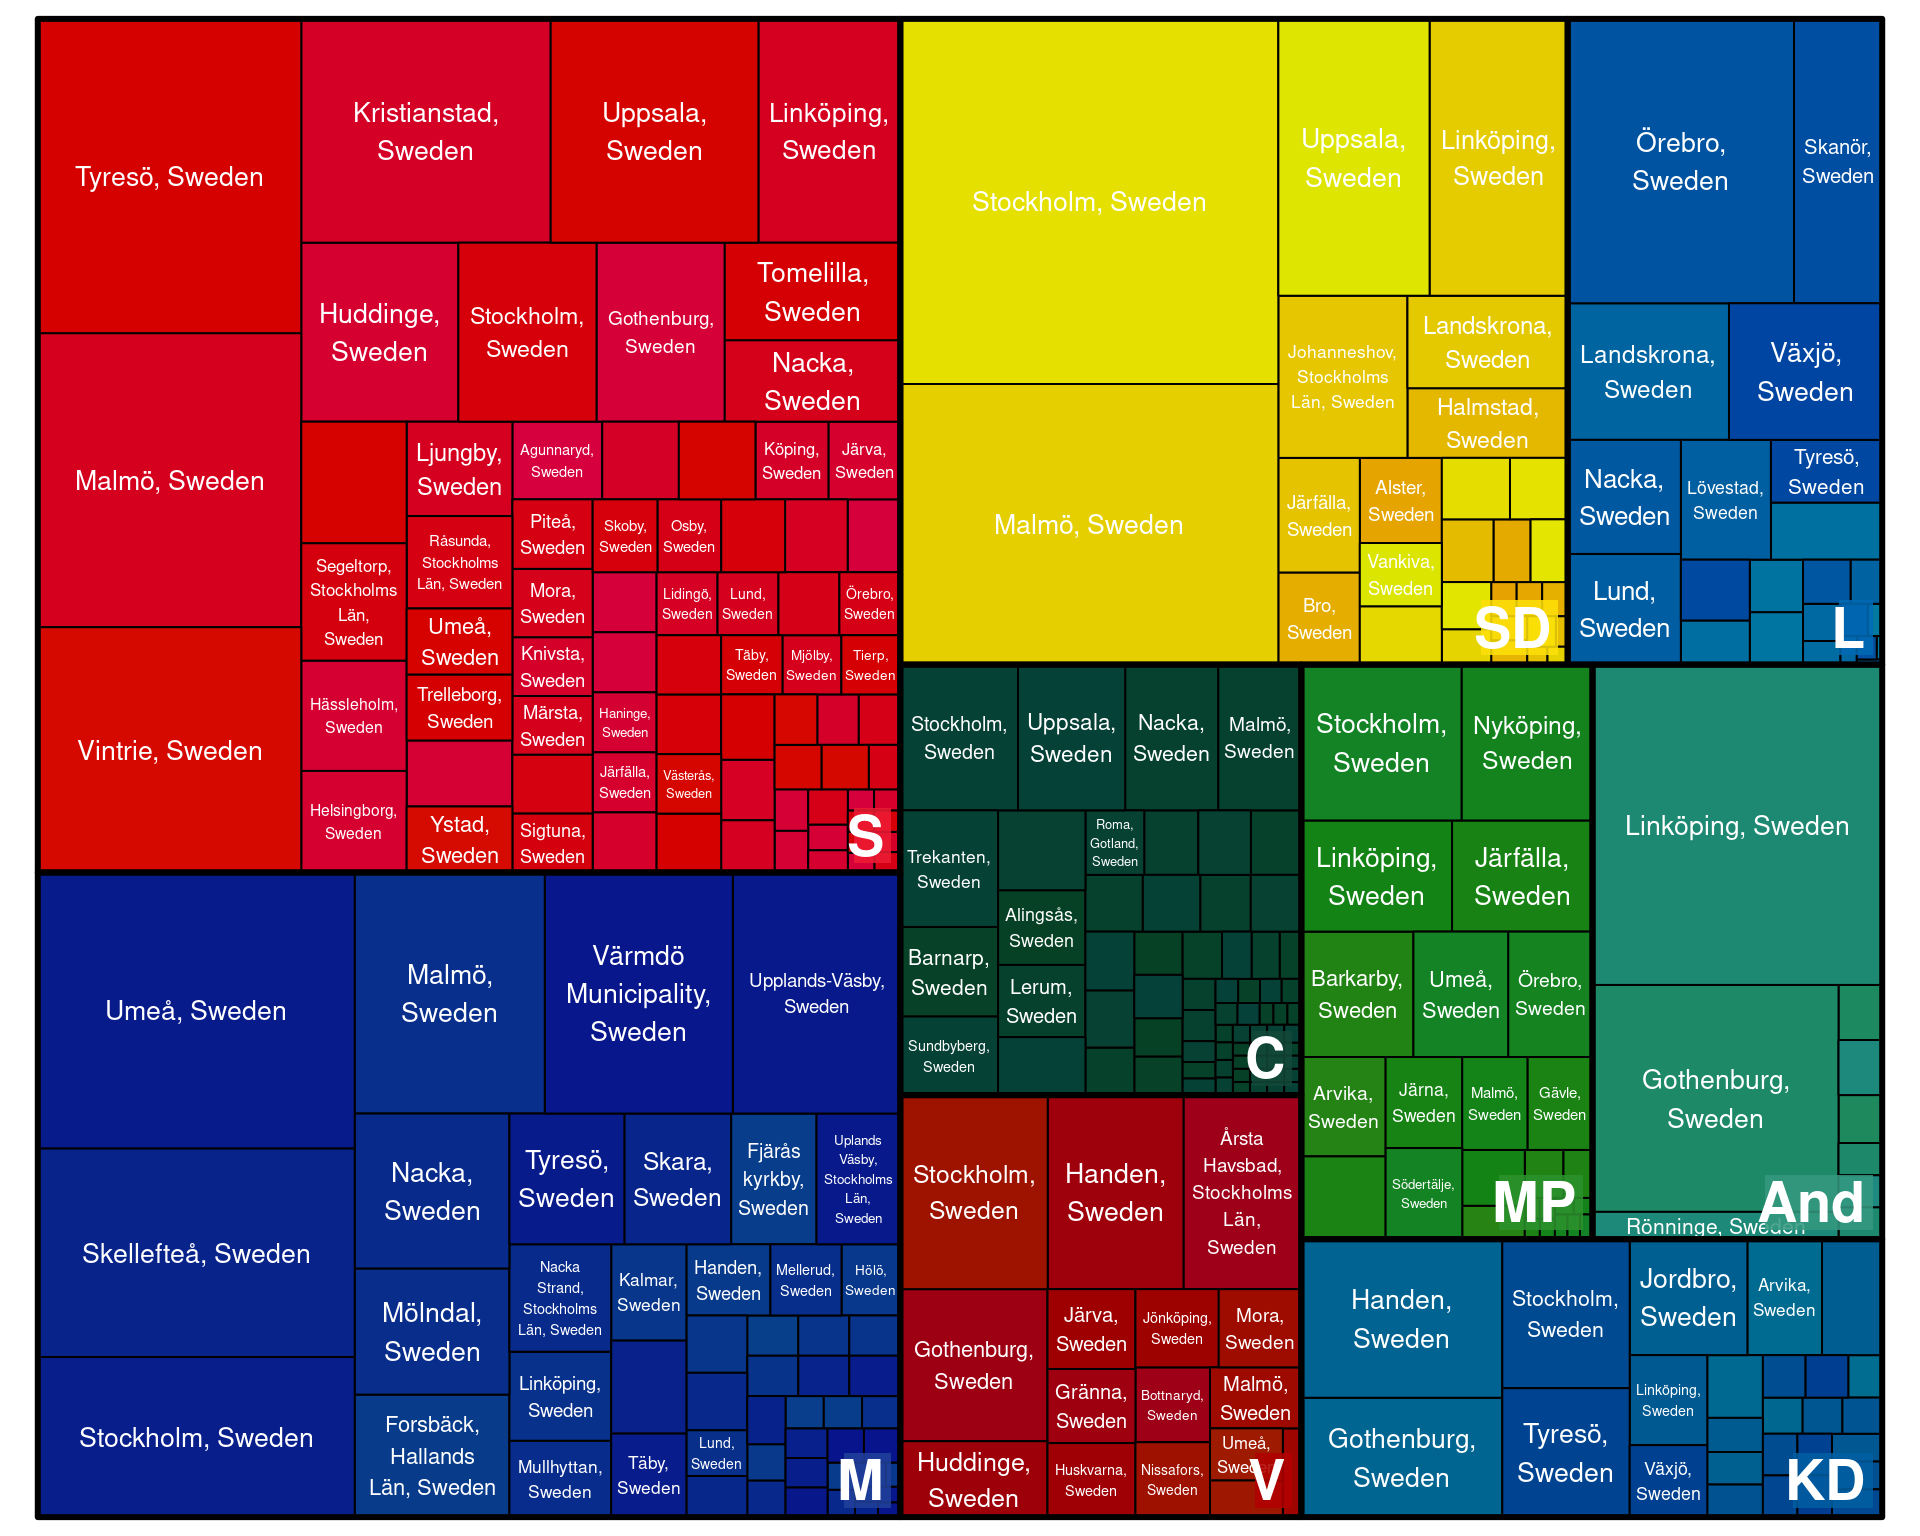 Tyresö, Sweden
Malmö, Sweden
Vintrie, Sweden
Kristianstad,
Sweden
Uppsala,
Sweden
Linköping,
Sweden
Huddinge,
Sweden
Stockholm,
Sweden
Gothenburg,
Sweden
Tomelilla,
Sweden
Nacka,
Sweden
Segeltorp,
Stockholms
Län,
Sweden
Hässleholm,
Sweden
Helsingborg,
Sweden
Ljungby,
Sweden
Råsunda,
Stockholms
Län, Sweden
Umeå,
Sweden
Trelleborg,
Sweden
Ystad,
Sweden
Agunnaryd,
Sweden
Köping,
Sweden
Järva,
Sweden
Piteå,
Sweden
Skoby,
Sweden
Osby,
Sweden
Mora,
Sweden
Lidingö,
Sweden
Lund,
Sweden
Örebro,
Sweden
Knivsta,
Sweden
Täby,
Sweden
Mjölby,
Sweden
Tierp,
Sweden
Märsta,
Sweden
Haninge,
Sweden
Järfälla,
Sweden
Västerås,
Sweden
Sigtuna,
Sweden
S
Umeå, Sweden
Skellefteå, Sweden
Stockholm, Sweden
Malmö,
Sweden
Värmdö
Municipality,
Sweden
Upplands-Väsby,
Sweden
Nacka,
Sweden
Mölndal,
Sweden
Forsbäck,
Hallands
Län, Sweden
Tyresö,
Sweden
Skara,
Sweden
Fjärås
kyrkby,
Sweden
Uplands
Väsby,
Stockholms
Län,
Sweden
Nacka
Strand,
Stockholms
Län, Sweden
Kalmar,
Sweden
Handen,
Sweden
Mellerud,
Sweden
Hölö,
Sweden
Linköping,
Sweden
Mullhyttan,
Sweden
Täby,
Sweden
Lund,
Sweden
M
Stockholm, Sweden
Malmö, Sweden
Uppsala,
Sweden
Linköping,
Sweden
Johanneshov,
Stockholms
Län, Sweden
Landskrona,
Sweden
Halmstad,
Sweden
Järfälla,
Sweden
Alster,
Sweden
Vankiva,
Sweden
Bro,
Sweden
SD
Örebro,
Sweden
Skanör,
Sweden
Landskrona,
Sweden
Växjö,
Sweden
Nacka,
Sweden
Lövestad,
Sweden
Tyresö,
Sweden
Lund,
Sweden
L
Stockholm,
Sweden
Uppsala,
Sweden
Nacka,
Sweden
Malmö,
Sweden
Trekanten,
Sweden
Roma,
Gotland,
Sweden
Alingsås,
Sweden
Barnarp,
Sweden
Lerum,
Sweden
Sundbyberg,
Sweden
C
Stockholm,
Sweden
Handen,
Sweden
Årsta
Havsbad,
Stockholms
Län,
Sweden
Gothenburg,
Sweden
Huddinge,
Sweden
Järva,
Sweden
Jönköping,
Sweden
Mora,
Sweden
Gränna,
Sweden
Bottnaryd,
Sweden
Malmö,
Sweden
Huskvarna,
Sweden
Nissafors,
Sweden
Umeå,
Sweden
V
Stockholm,
Sweden
Nyköping,
Sweden
Linköping,
Sweden
Järfälla,
Sweden
Barkarby,
Sweden
Umeå,
Sweden
Örebro,
Sweden
Arvika,
Sweden
Järna,
Sweden
Malmö,
Sweden
Gävle,
Sweden
Södertälje,
Sweden
MP
Linköping, Sweden
Gothenburg,
Sweden
Rönninge, Sweden
And
Handen,
Sweden
Gothenburg,
Sweden
Stockholm,
Sweden
Tyresö,
Sweden
Jordbro,
Sweden
Arvika,
Sweden
Linköping,
Sweden
Växjö,
Sweden
KD